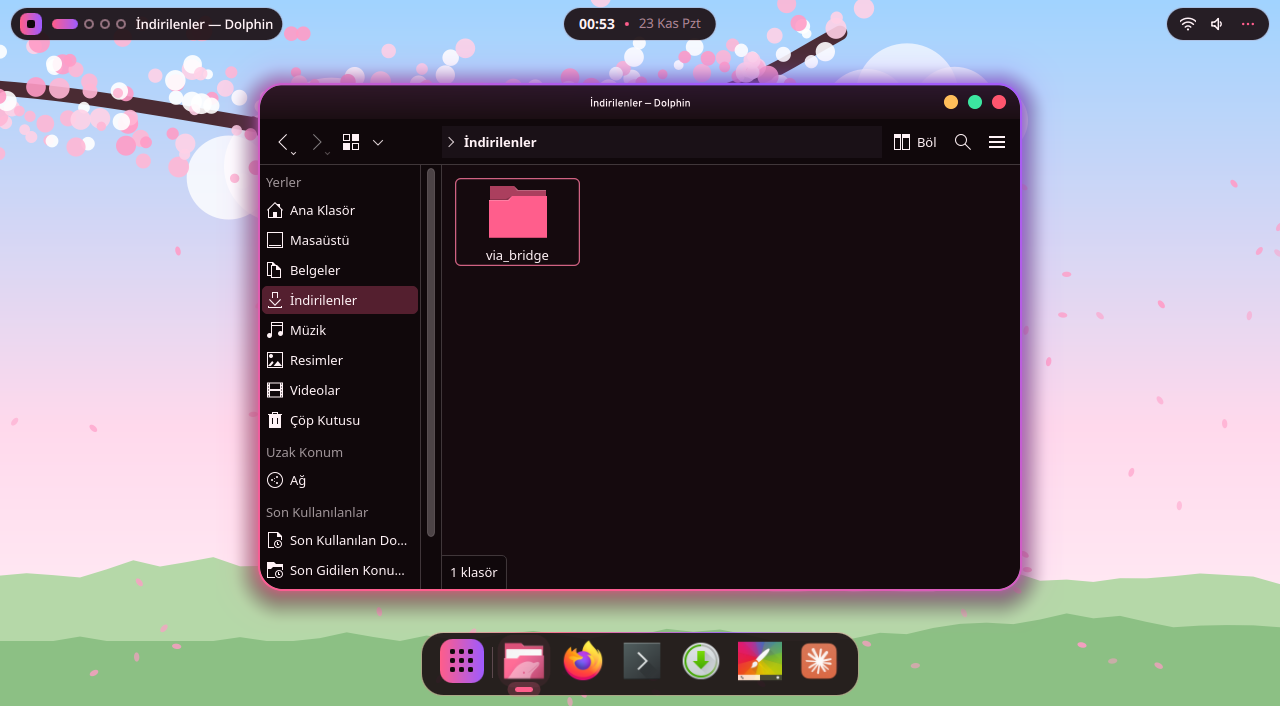 İndirilenler — Dolphin
00:53 • 23 Kas Pzt
İndirilenler — Dolphin
İndirilenler
Böl
Yerler
Ana Klasör
Masaüstü
Belgeler
İndirilenler
Müzik
Resimler
Videolar
Çöp Kutusu
Uzak Konum
Ağ
Son Kullanılanlar
Son Kullanılan Do...
Son Gidilen Konu...
via_bridge
1 klasör